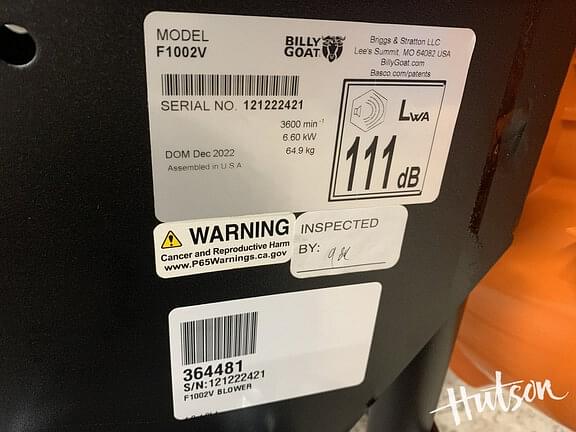 MODEL
F1002V
BILLY
GOAT
Briggs & Stratton LLC
Lee's Summit, MO 64082 USA
BillyGoat.com
Basco.com/patents
SERIAL NO. 121222421
3600 min⁻¹
6.60 kW
64.9 kg
DOM Dec 2022
Assembled in U.S.A
LWA
111 dB
WARNING
Cancer and Reproductive Harm
www.P65Warnings.ca.gov
INSPECTED
BY:
364481
S/N:121222421
F1002V BLOWER
Hutson